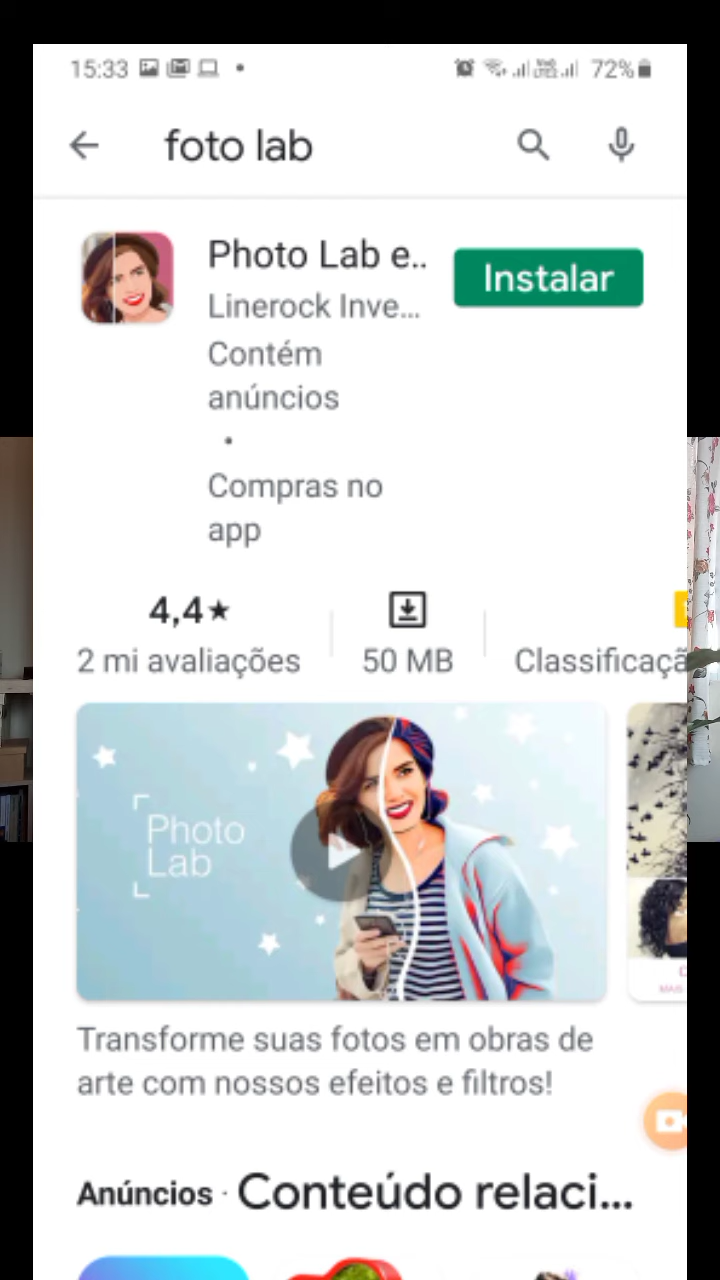 15:33
72%
foto lab
Photo Lab e..
Instalar
Linerock Inve...
Contém
anúncios
•
Compras no
app
4,4★
2 mi avaliações
50 MB
Classificaçã
Photo
Lab
Transforme suas fotos em obras de
arte com nossos efeitos e filtros!
Anúncios · Conteúdo relaci...